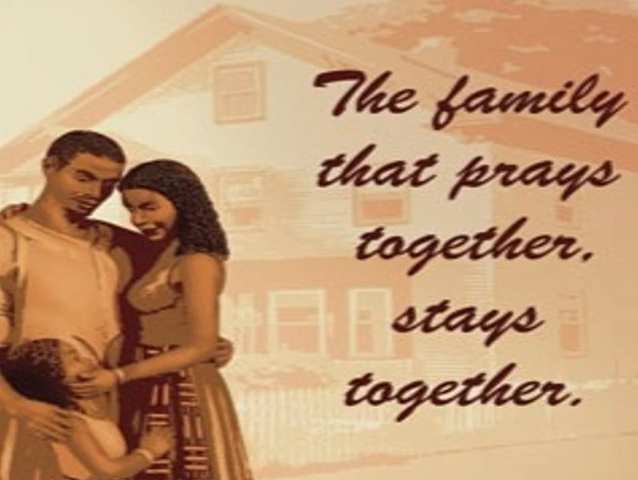 The family
that prays
together.
stays
together.